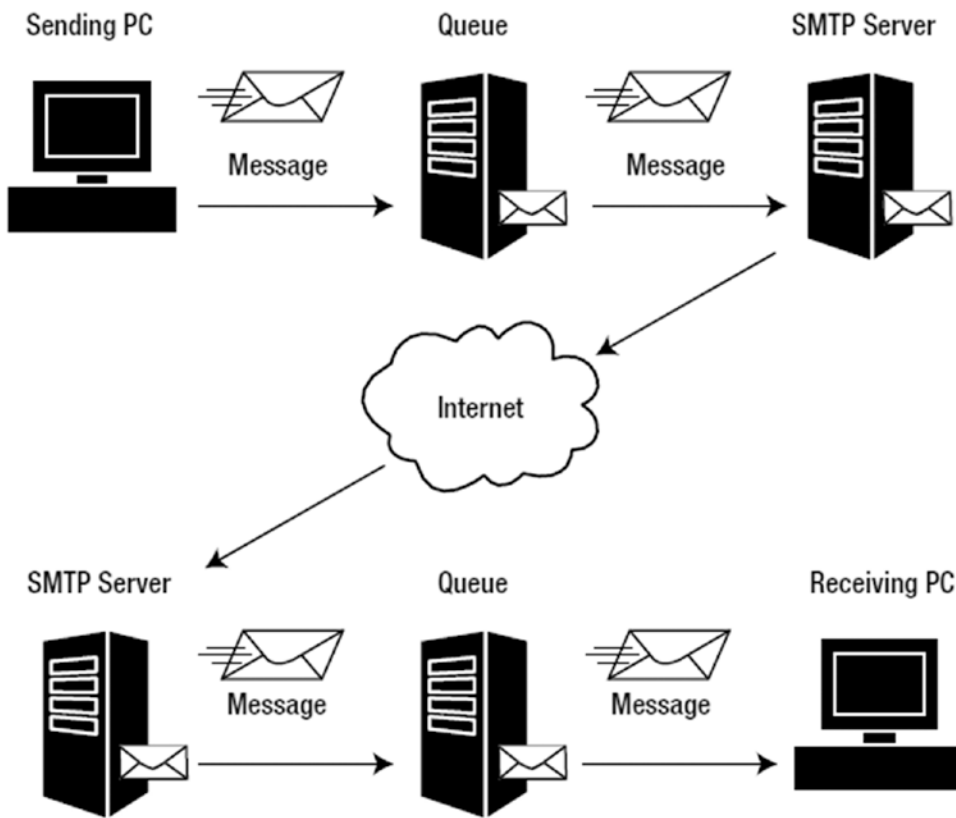 Sending PC
Queue
SMTP Server
Message
Message
Internet
SMTP Server
Queue
Receiving PC
Message
Message